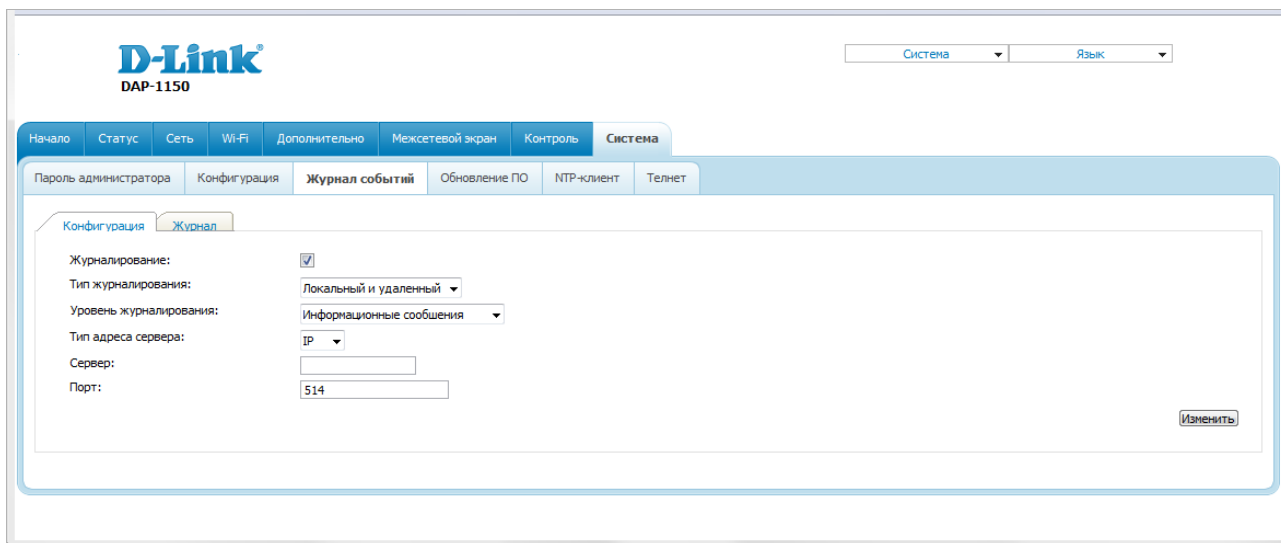 D-Link®
DAP-1150
Система Язык
Начало Статус Сеть Wi-Fi Дополнительно Межсетевой экран Контроль Система
Пароль администратора Конфигурация Журнал событий Обновление ПО NTP-клиент Телнет
Конфигурация Журнал
Журналирование:
Тип журналирования: Локальный и удаленный
Уровень журналирования: Информационные сообщения
Тип адреса сервера: IP
Сервер:
Порт: 514
Изменить